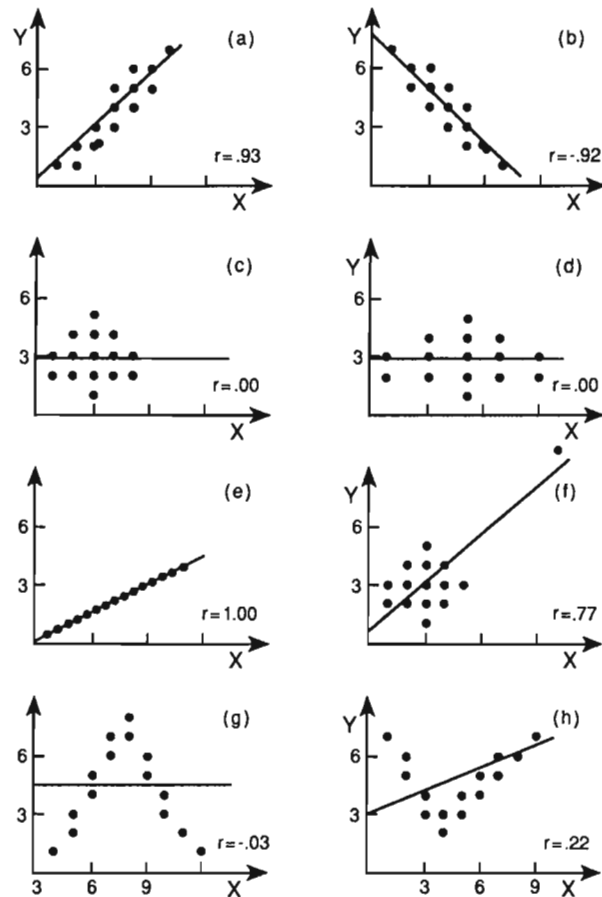 Y (a)
6
3
r=.93
X
Y (b)
6
3
r=-.92
X
(c)
6
3
r=.00
X
Y (d)
6
3
r=.00
X
(e)
6
3
r=1.00
X
Y (f)
6
3
r=.77
X
(g)
6
3
r=-.03
3 6 9 X
Y (h)
6
3
r=.22
3 6 9 X